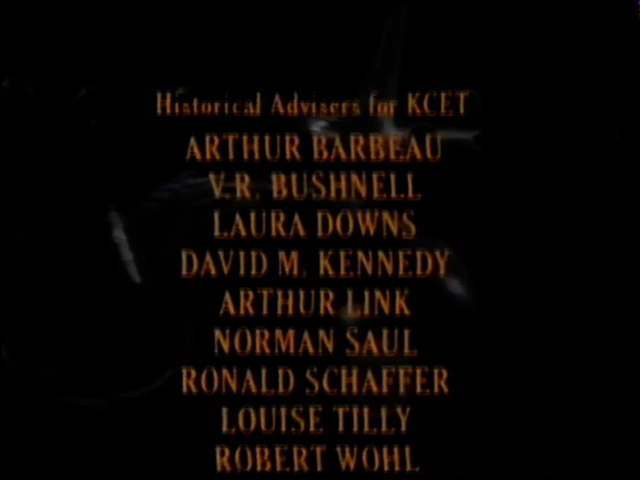 Historical Advisers for KCET
ARTHUR BARBEAU
V.R. BUSHNELL
LAURA DOWNS
DAVID M. KENNEDY
ARTHUR LINK
NORMAN SAUL
RONALD SCHAFFER
LOUISE TILLY
ROBERT WOHL